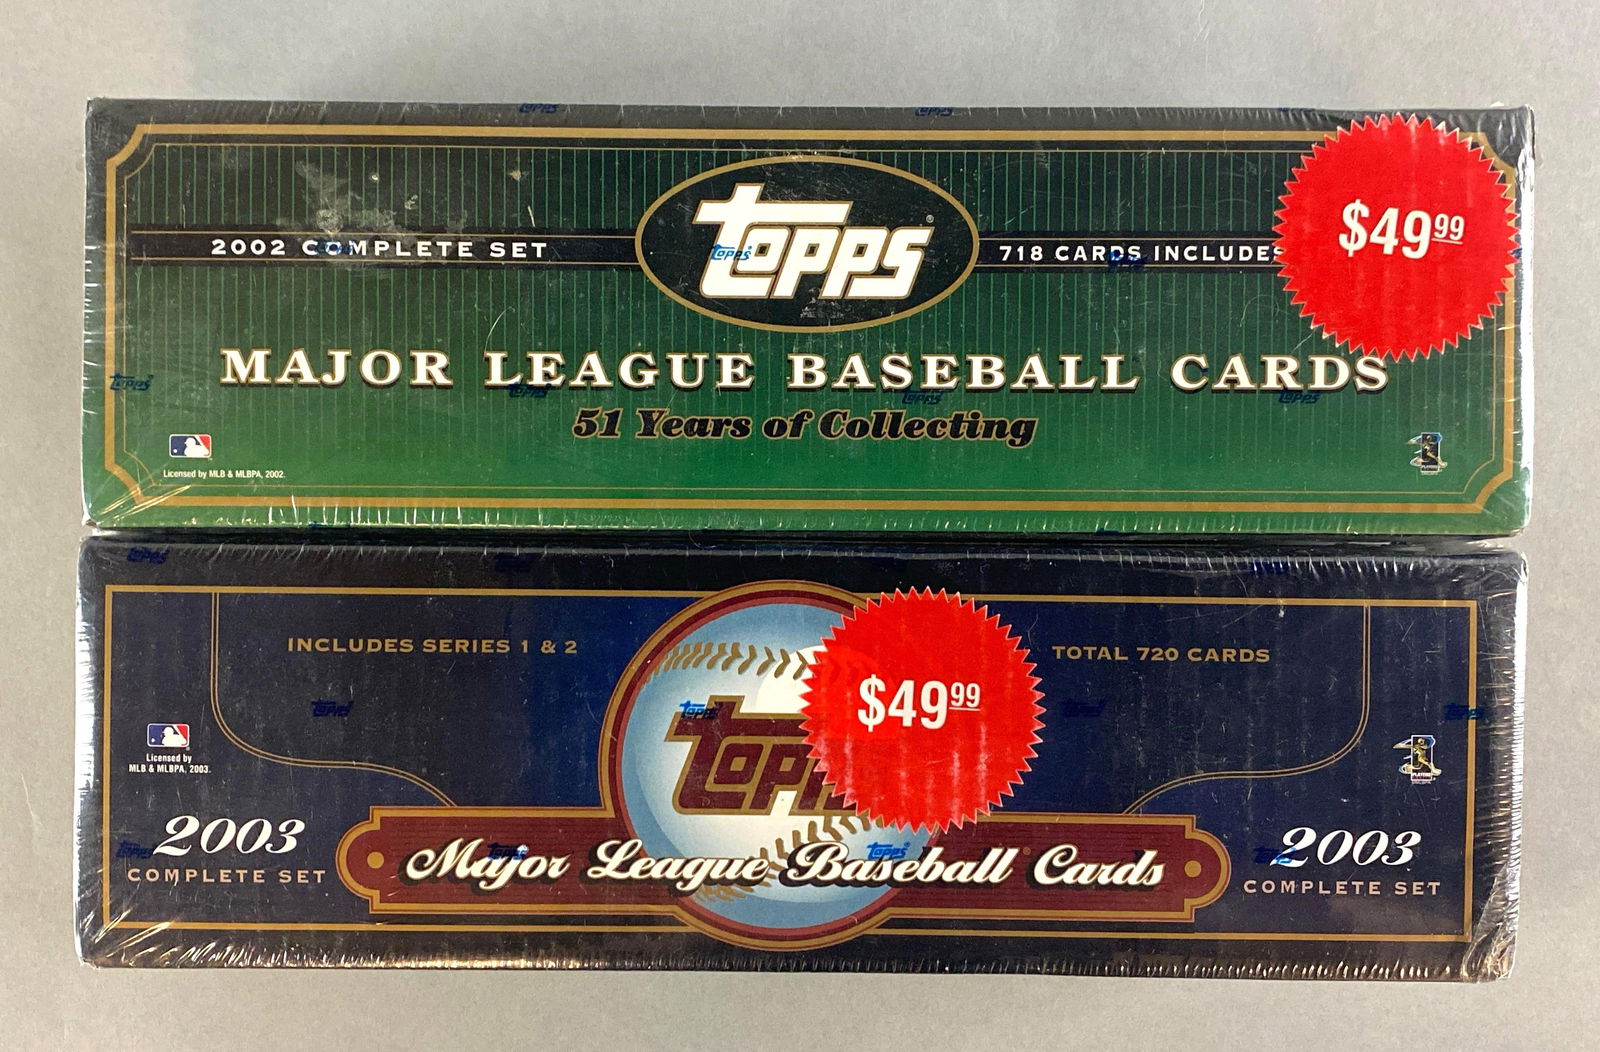 topps
2002 COMPLETE SET
718 CARDS INCLUDES
$49.99
MAJOR LEAGUE BASEBALL CARDS
51 Years of Collecting
Licensed by MLB & MLBPA, 2002.
INCLUDES SERIES 1 & 2
TOTAL 720 CARDS
$49.99
Licensed by
MLB & MLBPA, 2003.
2003
COMPLETE SET
Major League Baseball Cards
2003
COMPLETE SET